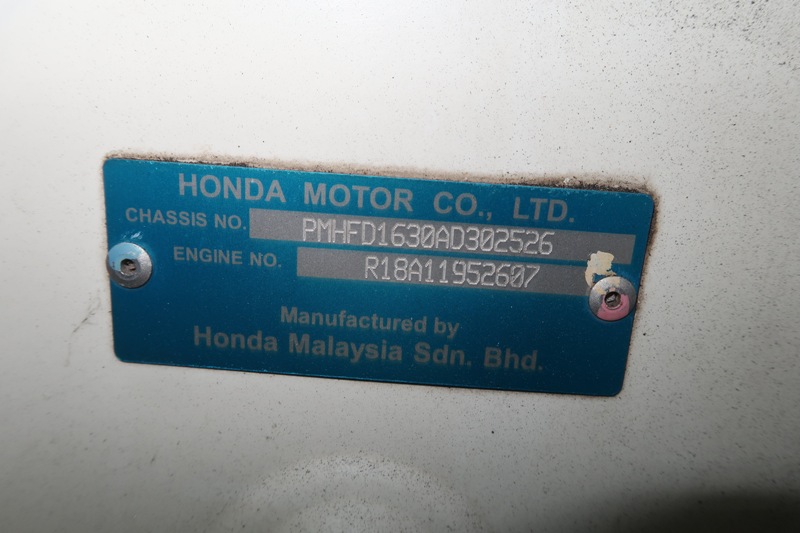 HONDA MOTOR CO., LTD.
CHASSIS NO. PMHFD1630AD302526
ENGINE NO. R18A11952607
Manufactured by
Honda Malaysia Sdn. Bhd.